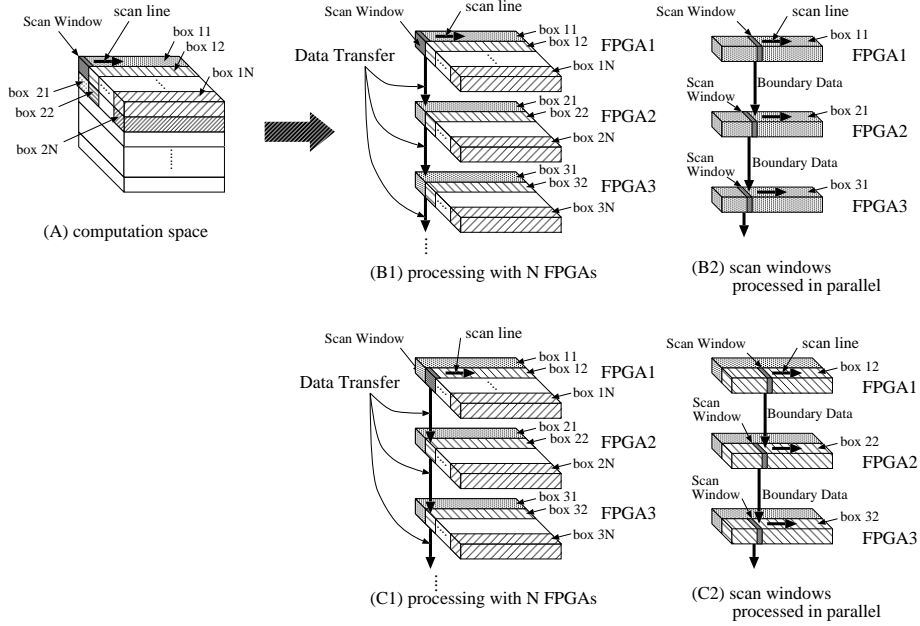 Scan Window
scan line
box 11
box 12
box 1N
box 21
box 22
box 2N
(A) computation space
Scan Window
scan line
box 11
box 12
FPGA1
Data Transfer
box 1N
box 21
box 22
FPGA2
box 2N
box 31
box 32
FPGA3
box 3N
(B1) processing with N FPGAs
Scan Window
scan line
box 11
FPGA1
Scan
Window
Boundary Data
box 21
FPGA2
Scan
Window
Boundary Data
box 31
FPGA3
(B2) scan windows
processed in parallel
Scan Window
scan line
box 11
box 12
FPGA1
Data Transfer
box 1N
box 21
box 22
FPGA2
box 2N
box 31
box 32
FPGA3
box 3N
(C1) processing with N FPGAs
Scan Window
scan line
box 12
FPGA1
Scan
Window
Boundary Data
box 22
FPGA2
Scan
Window
Boundary Data
box 32
FPGA3
(C2) scan windows
processed in parallel